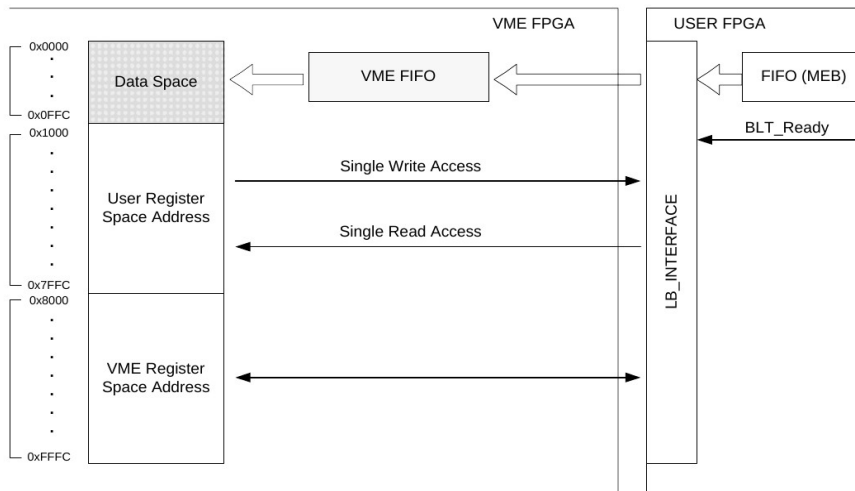 VME FPGA
USER FPGA
0x0000
Data Space
VME FIFO
FIFO (MEB)
0x0FFC
0x1000
BLT_Ready
Single Write Access
User Register
Space Address
Single Read Access
LB_INTERFACE
0x7FFC
0x8000
VME Register
Space Address
0xFFFC